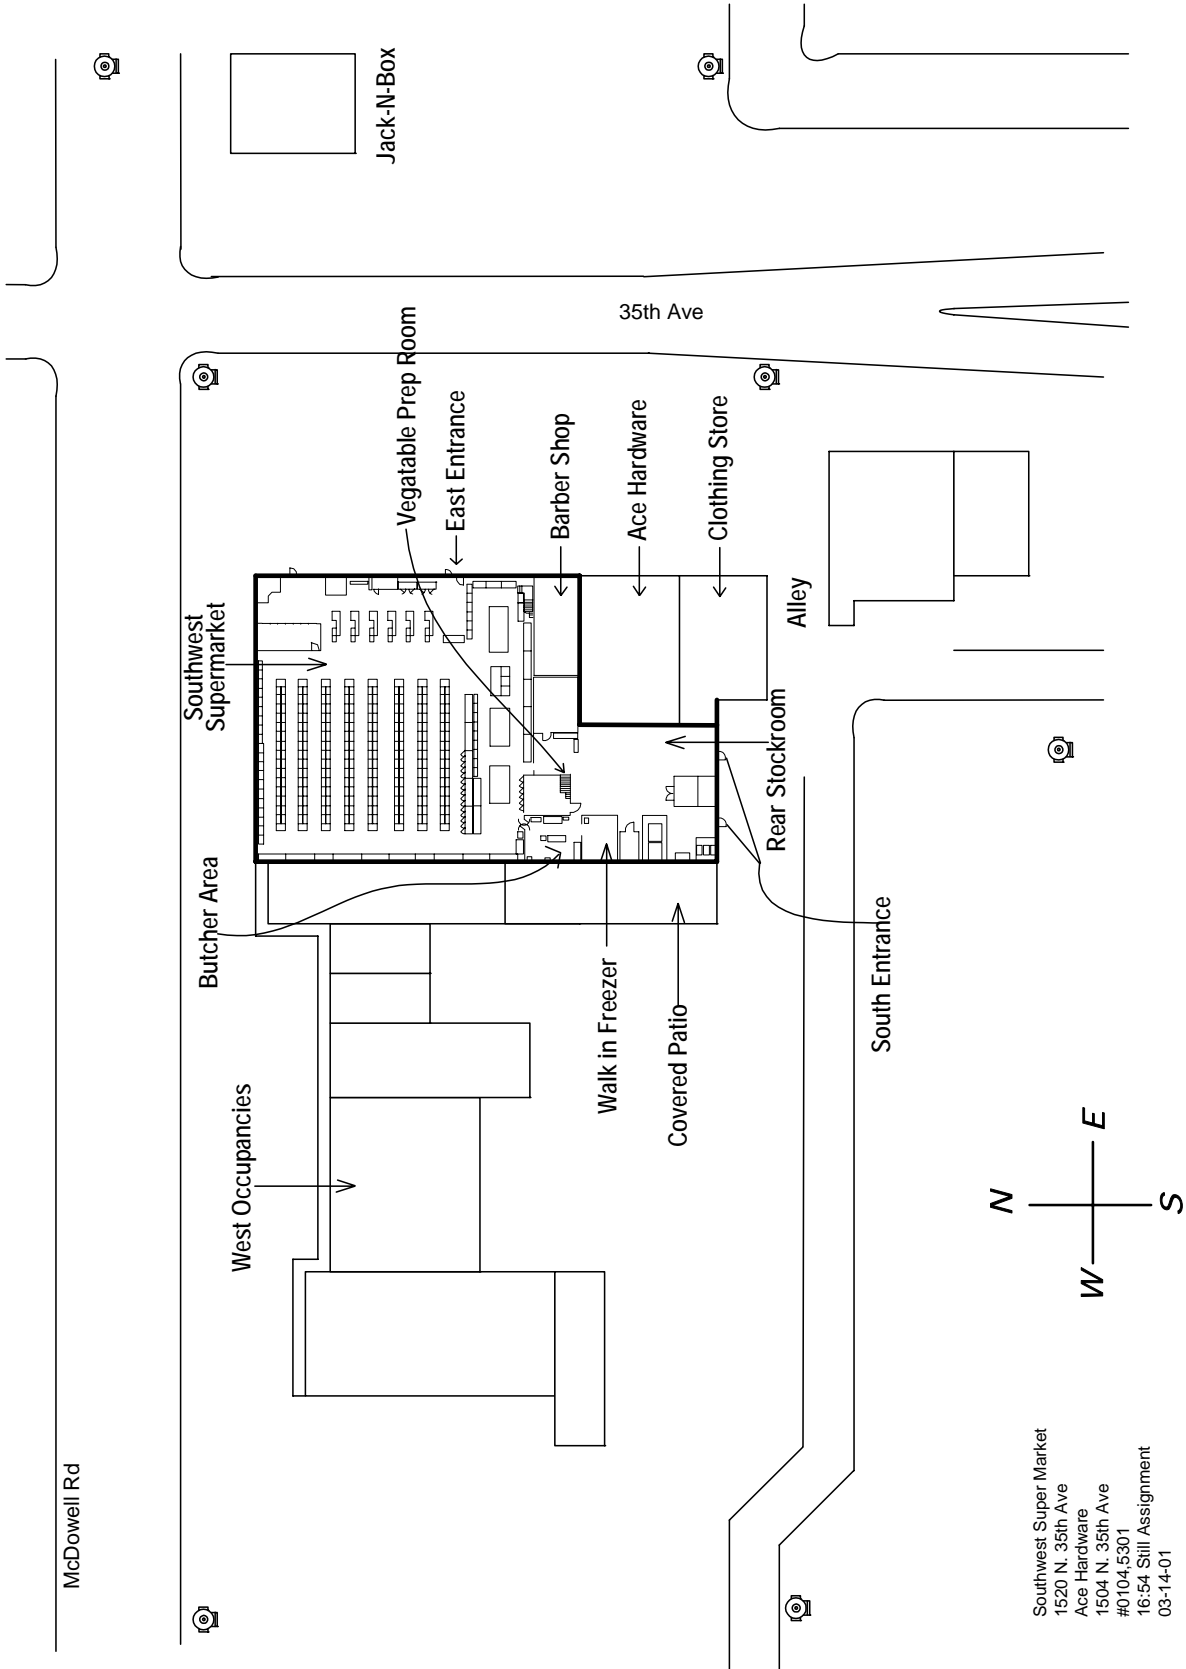 McDowell Rd
Jack-N-Box
35th Ave
Southwest
Supermarket
Vegatable Prep Room
East Entrance
Barber Shop
Ace Hardware
Clothing Store
Alley
Rear Stockroom
Butcher Area
West Occupancies
Walk in Freezer
Covered Patio
South Entrance
N
W
E
S
Southwest Super Market
1520 N. 35th Ave
Ace Hardware
1504 N. 35th Ave
#0104,5301
16:54 Still Assignment
03-14-01